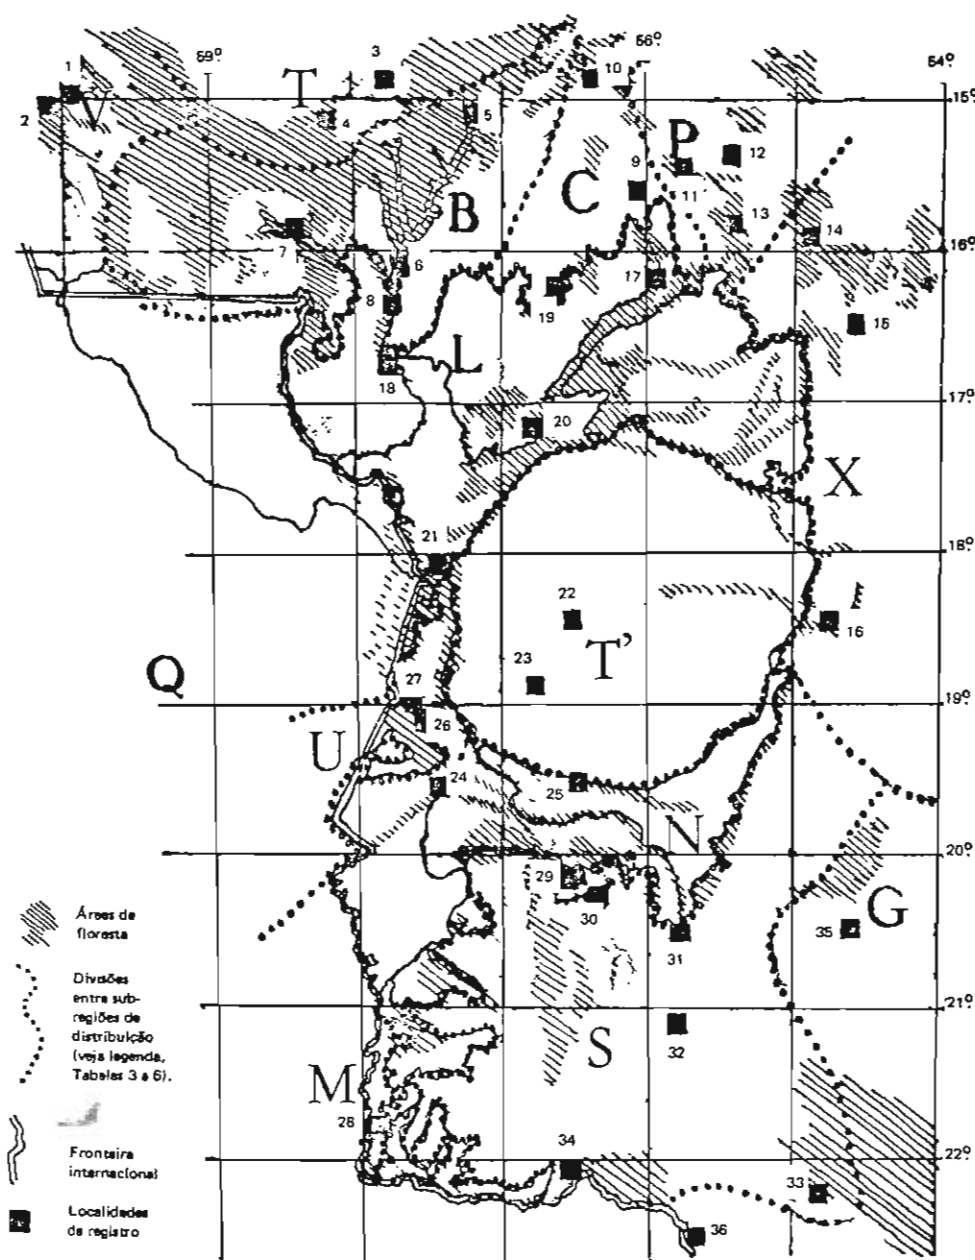 59º
56º
54º
1
3
10
T
15º
2
V
4
5
9
P
12
B
C
11
13
14
7
16º
6
17
8
19
15
L
18
17º
20
X
21
18º
22
16
T'
23
Q
27
19º
26
U
24
25
N
20º
29
30
G
35
31
21º
S
32
M
28
34
22º
33
36
Áreas de
floresta
Divisões
entre sub-
regiões de
distribuição
(veja legenda,
Tabelas 3 a 6).
Fronteira
internacional
Localidades
de registro